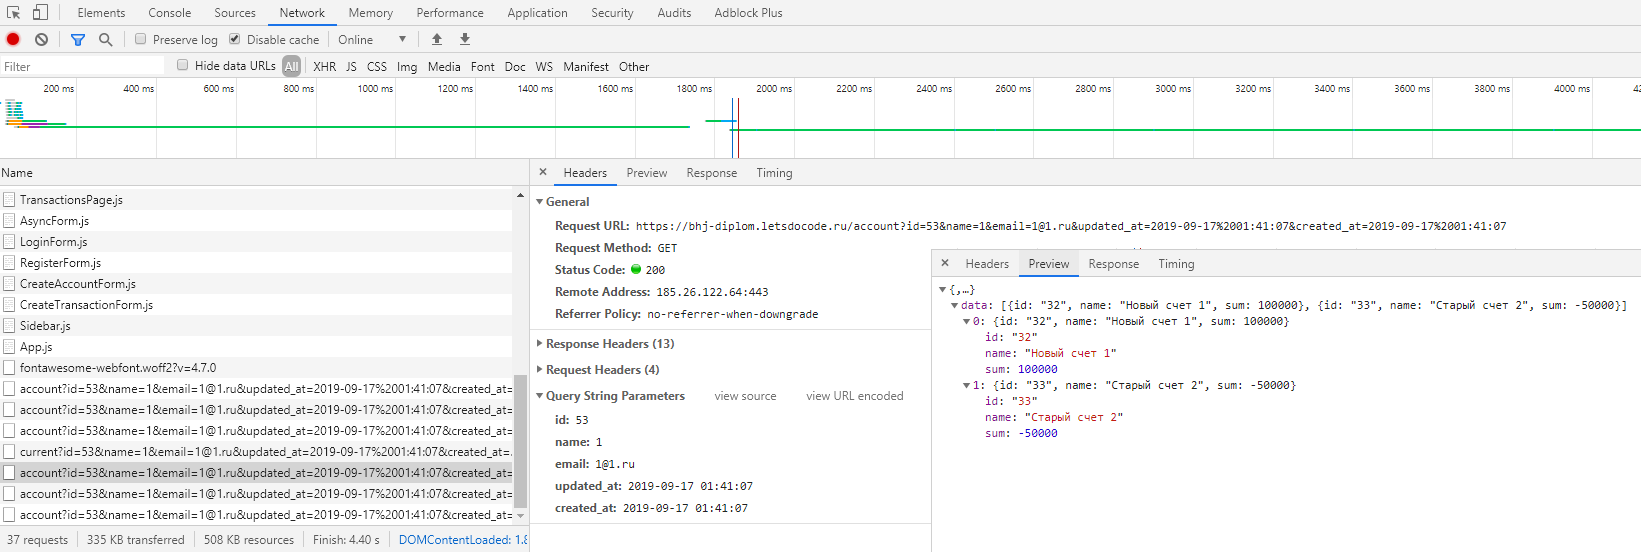 Elements Console Sources Network Memory Performance Application Security Audits Adblock Plus
Preserve log Disable cache Online
Filter Hide data URLs All XHR JS CSS Img Media Font Doc WS Manifest Other
200 ms 400 ms 600 ms 800 ms 1000 ms 1200 ms 1400 ms 1600 ms 1800 ms 2000 ms 2200 ms 2400 ms 2600 ms 2800 ms 3000 ms 3200 ms 3400 ms 3600 ms 3800 ms 4000 ms
Name
TransactionsPage.js
AsyncForm.js
LoginForm.js
RegisterForm.js
CreateAccountForm.js
CreateTransactionForm.js
Sidebar.js
App.js
fontawesome-webfont.woff2?v=4.7.0
account?id=53&name=1&email=1@1.ru&updated_at=2019-09-17%2001:41:07&created_at=
account?id=53&name=1&email=1@1.ru&updated_at=2019-09-17%2001:41:07&created_at=
account?id=53&name=1&email=1@1.ru&updated_at=2019-09-17%2001:41:07&created_at=
current?id=53&name=1&email=1@1.ru&updated_at=2019-09-17%2001:41:07&created_at=.
account?id=53&name=1&email=1@1.ru&updated_at=2019-09-17%2001:41:07&created_at=
account?id=53&name=1&email=1@1.ru&updated_at=2019-09-17%2001:41:07&created_at=
account?id=53&name=1&email=1@1.ru&updated_at=2019-09-17%2001:41:07&created_at=
37 requests 335 KB transferred 508 KB resources Finish: 4.40 s DOMContentLoaded: 1.8
× Headers Preview Response Timing
General
Request URL: https://bhj-diplom.letsdocode.ru/account?id=53&name=1&email=1@1.ru&updated_at=2019-09-17%2001:41:07&created_at=2019-09-17%2001:41:07
Request Method: GET
Status Code: 200
Remote Address: 185.26.122.64:443
Referrer Policy: no-referrer-when-downgrade
Response Headers (13)
Request Headers (4)
Query String Parameters view source view URL encoded
id: 53
name: 1
email: 1@1.ru
updated_at: 2019-09-17 01:41:07
created_at: 2019-09-17 01:41:07
× Headers Preview Response Timing
{,…}
data: [{id: "32", name: "Новый счет 1", sum: 100000}, {id: "33", name: "Старый счет 2", sum: -50000}]
0: {id: "32", name: "Новый счет 1", sum: 100000}
id: "32"
name: "Новый счет 1"
sum: 100000
1: {id: "33", name: "Старый счет 2", sum: -50000}
id: "33"
name: "Старый счет 2"
sum: -50000